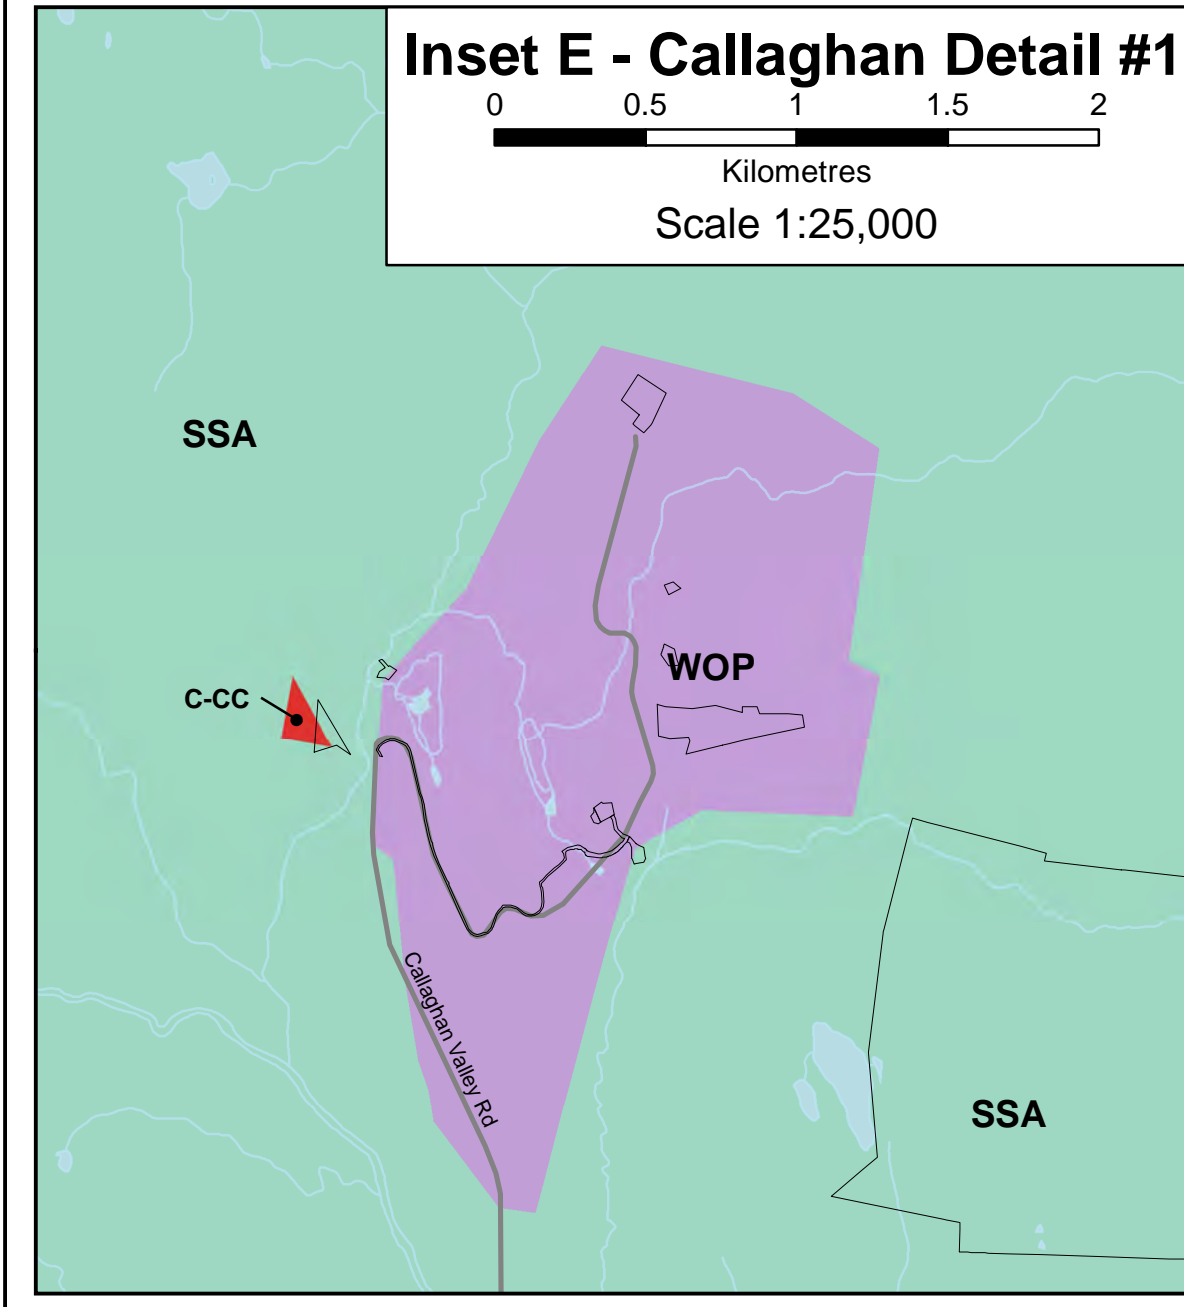 Inset E - Callaghan Detail #1
0 0.5 1 1.5 2
Kilometres
Scale 1:25,000
SSA
WOP
C-CC
Callaghan Valley Rd
SSA